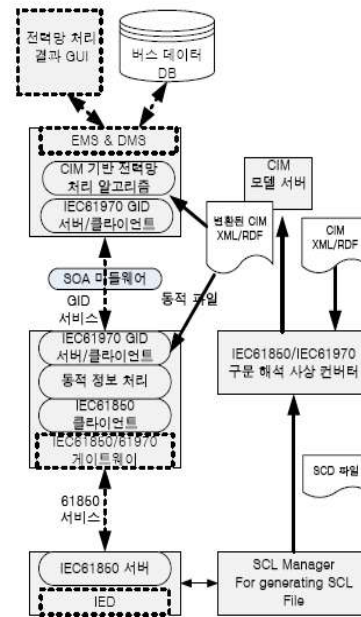 전력망 처리
결과 GUI
버스 데이터
DB
EMS & DMS
CIM 기반 전력망
처리 알고리즘
IEC61970 GID
서버/클라이언트
CIM
모델 서버
변환된 CIM
XML/RDF
CIM
XML/RDF
SOA 미들웨어
GID
서비스
동적 파일
IEC61970 GID
서버/클라이언트
동적 정보 처리
IEC61850
클라이언트
IEC61850/61970
게이트웨이
IEC61850/IEC61970
구문 해석 사상 컨버터
SCD 파일
61850
서비스
IEC61850 서버
IED
SCL Manager
For generating SCL
File